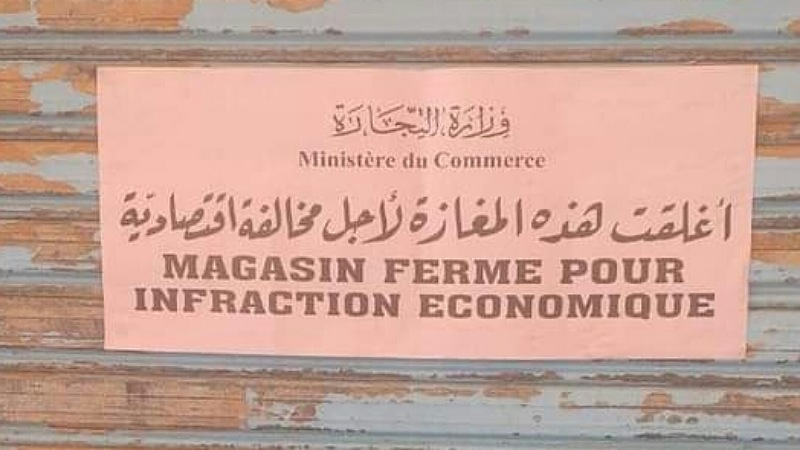 وزارة التجارة
Ministère du Commerce
أغلقت هذه المغازة لأجل مخالفة اقتصادية
MAGASIN FERME POUR
INFRACTION ECONOMIQUE